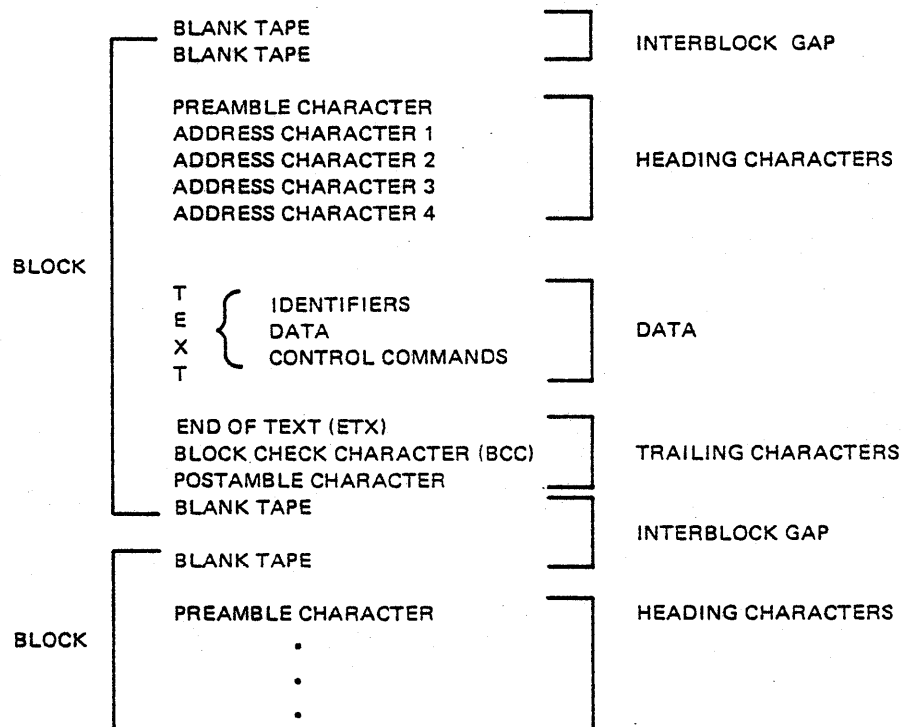 BLANK TAPE
BLANK TAPE
INTERBLOCK GAP
PREAMBLE CHARACTER
ADDRESS CHARACTER 1
ADDRESS CHARACTER 2
ADDRESS CHARACTER 3
ADDRESS CHARACTER 4
HEADING CHARACTERS
BLOCK
TEXT
IDENTIFIERS
DATA
CONTROL COMMANDS
DATA
END OF TEXT (ETX)
BLOCK CHECK CHARACTER (BCC)
POSTAMBLE CHARACTER
TRAILING CHARACTERS
BLANK TAPE
INTERBLOCK GAP
BLANK TAPE
PREAMBLE CHARACTER
HEADING CHARACTERS
BLOCK